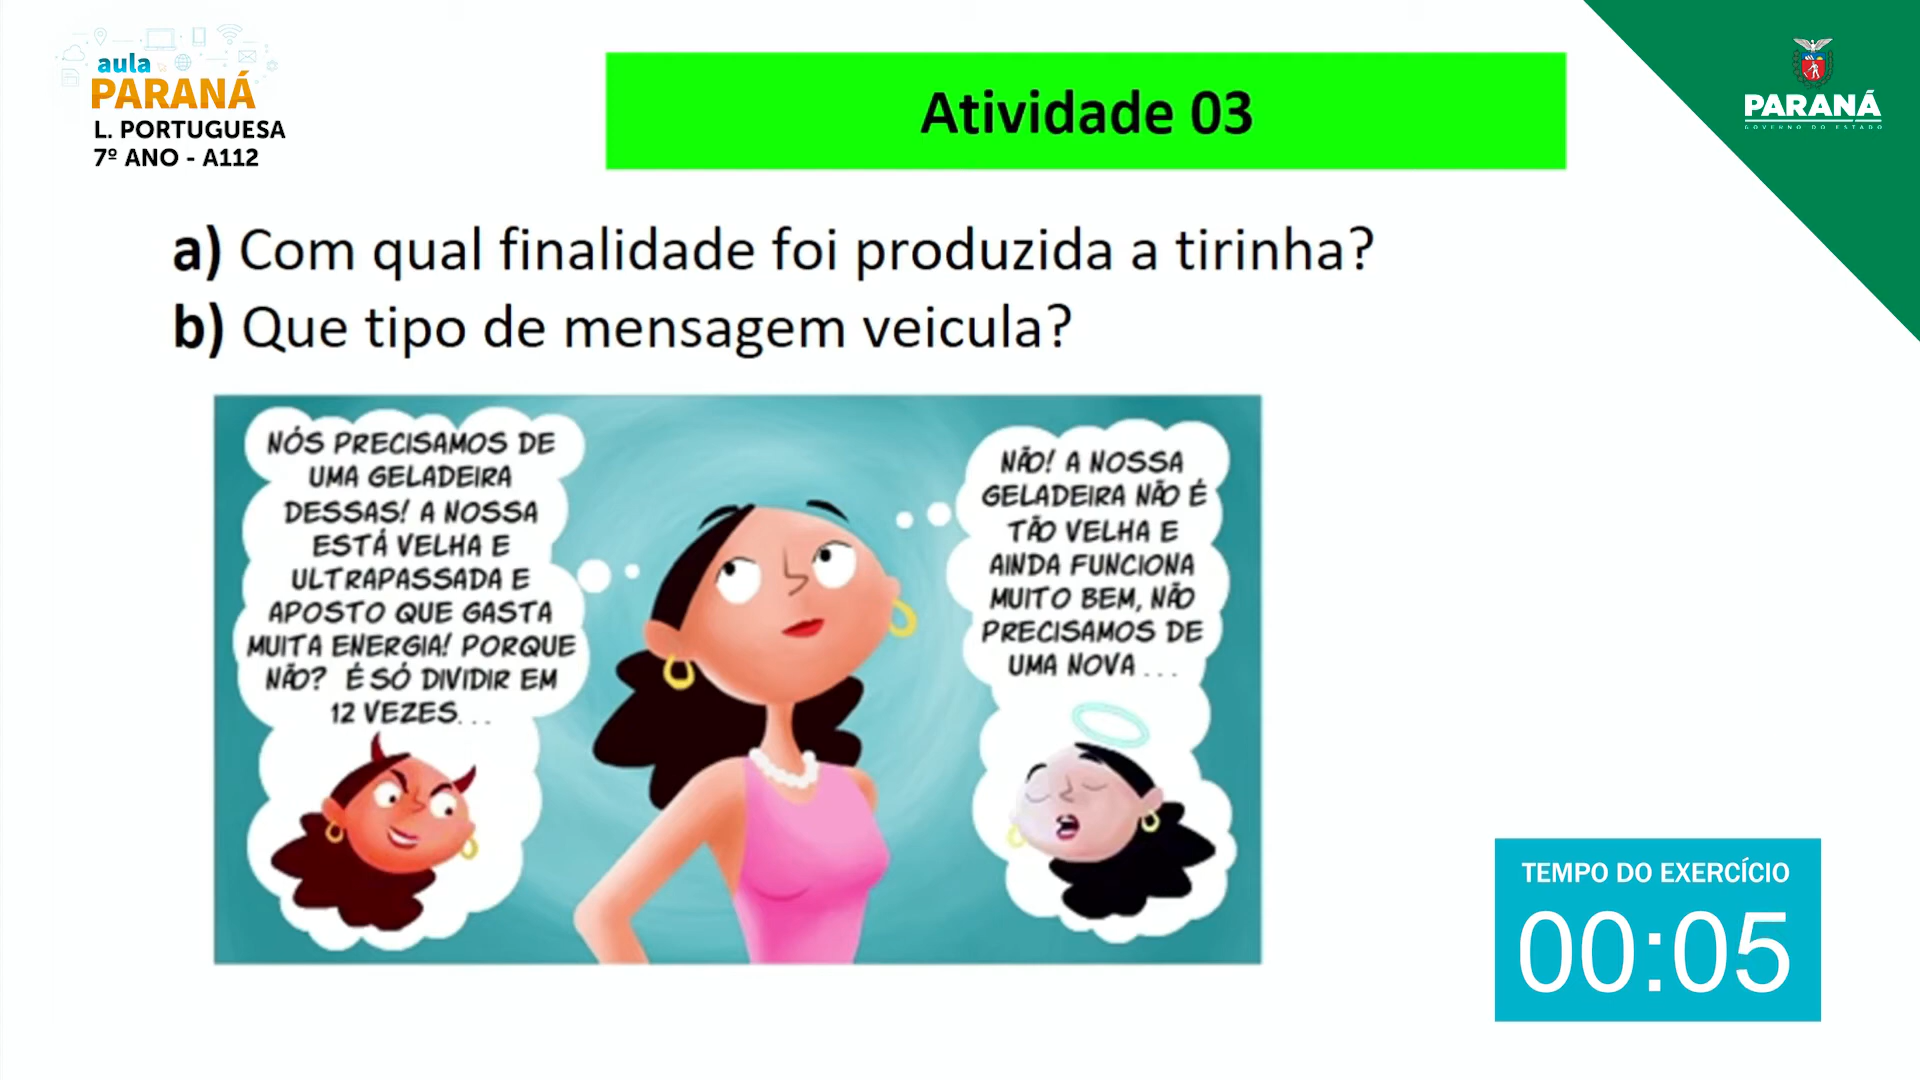 aula
PARANÁ
L. PORTUGUESA
7º ANO - A112
Atividade 03
PARANÁ
GOVERNO DO ESTADO
a) Com qual finalidade foi produzida a tirinha?
b) Que tipo de mensagem veicula?
NÓS PRECISAMOS DE
UMA GELADEIRA
DESSAS! A NOSSA
ESTÁ VELHA E
ULTRAPASSADA E
APOSTO QUE GASTA
MUITA ENERGIA! PORQUE
NÃO? É SÓ DIVIDIR EM
12 VEZES...
NÃO! A NOSSA
GELADEIRA NÃO É
TÃO VELHA E
AINDA FUNCIONA
MUITO BEM, NÃO
PRECISAMOS DE
UMA NOVA ...
TEMPO DO EXERCÍCIO
00:05